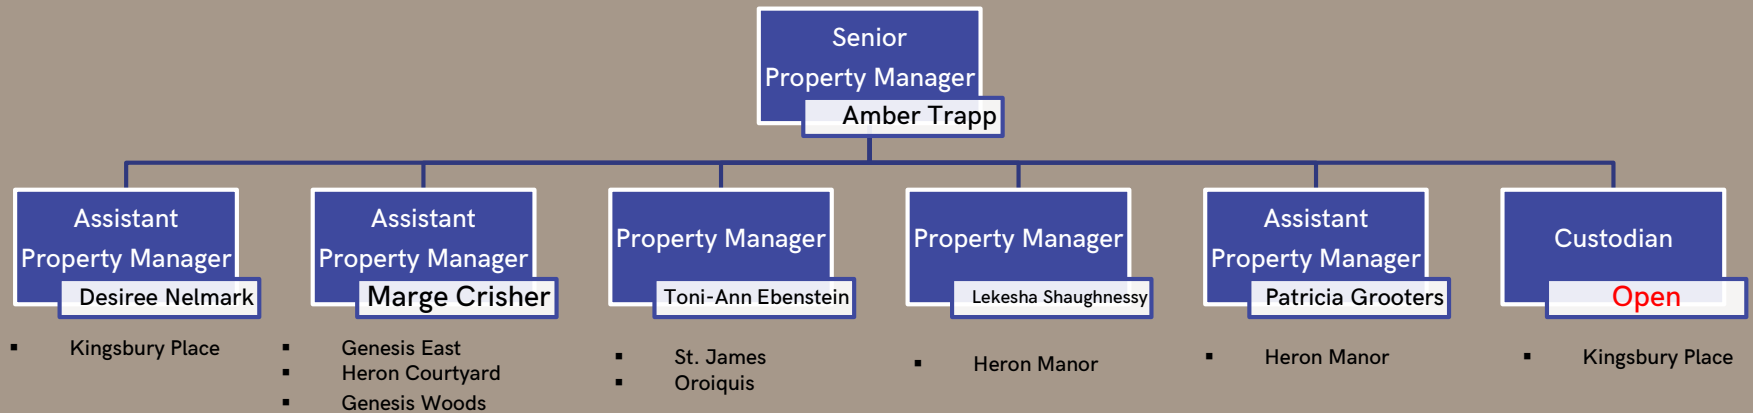 Senior
Property Manager
Amber Trapp
Assistant
Property Manager
Desiree Nelmark
▪ Kingsbury Place
Assistant
Property Manager
Marge Crisher
▪ Genesis East
▪ Heron Courtyard
▪ Genesis Woods
Property Manager
Toni-Ann Ebenstein
▪ St. James
▪ Oroiquis
Property Manager
Lekesha Shaughnessy
▪ Heron Manor
Assistant
Property Manager
Patricia Grooters
▪ Heron Manor
Custodian
Open
▪ Kingsbury Place